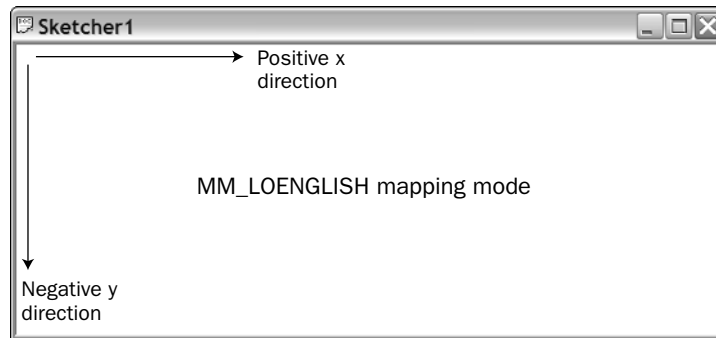 Sketcher1
Positive x
direction
MM_LOENGLISH mapping mode
Negative y
direction